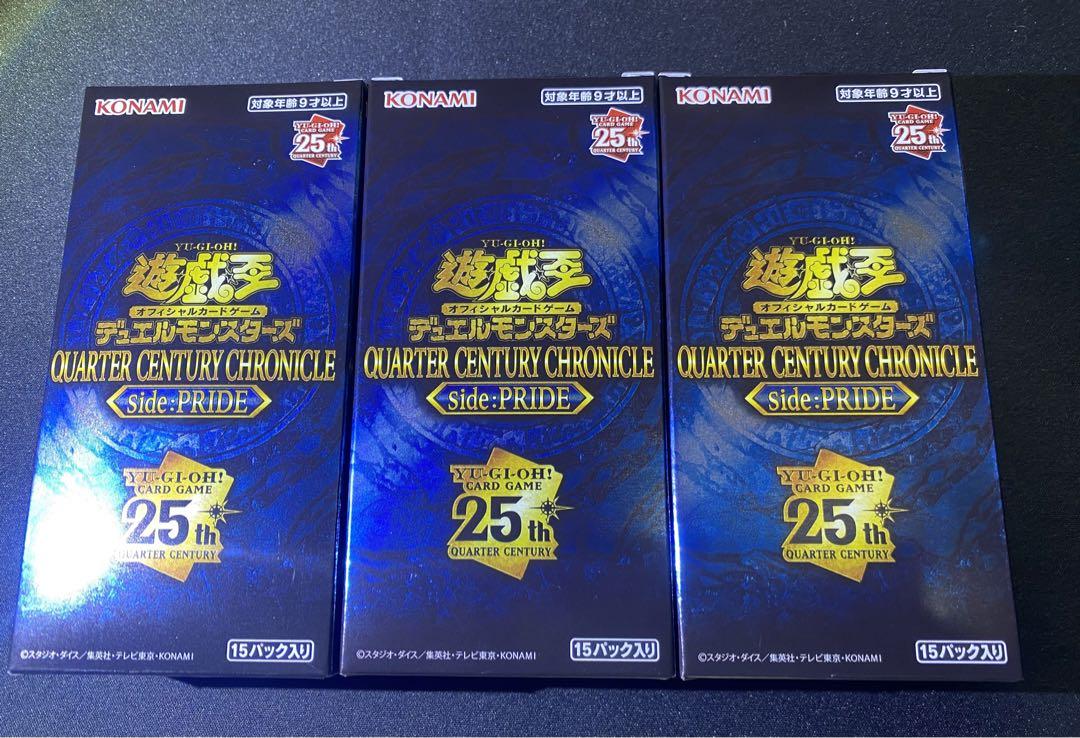 KONAMI
対象年齢9才以上
YU-GI-OH!
CARD GAME
25th
QUARTER CENTURY
YU-GI-OH!
遊戯王
オフィシャルカードゲーム
デュエルモンスターズ
QUARTER CENTURY CHRONICLE
side:PRIDE
YU-GI-OH!
CARD GAME
25th
QUARTER CENTURY
©スタジオ・ダイス/集英社・テレビ東京・KONAMI
15パック入り
KONAMI
対象年齢9才以上
YU-GI-OH!
CARD GAME
25th
QUARTER CENTURY
YU-GI-OH!
遊戯王
オフィシャルカードゲーム
デュエルモンスターズ
QUARTER CENTURY CHRONICLE
side:PRIDE
YU-GI-OH!
CARD GAME
25th
QUARTER CENTURY
©スタジオ・ダイス/集英社・テレビ東京・KONAMI
15パック入り
KONAMI
対象年齢9才以上
YU-GI-OH!
CARD GAME
25th
QUARTER CENTURY
YU-GI-OH!
遊戯王
オフィシャルカードゲーム
デュエルモンスターズ
QUARTER CENTURY CHRONICLE
side:PRIDE
YU-GI-OH!
CARD GAME
25th
QUARTER CENTURY
©スタジオ・ダイス/集英社・テレビ東京・KONAMI
15パック入り